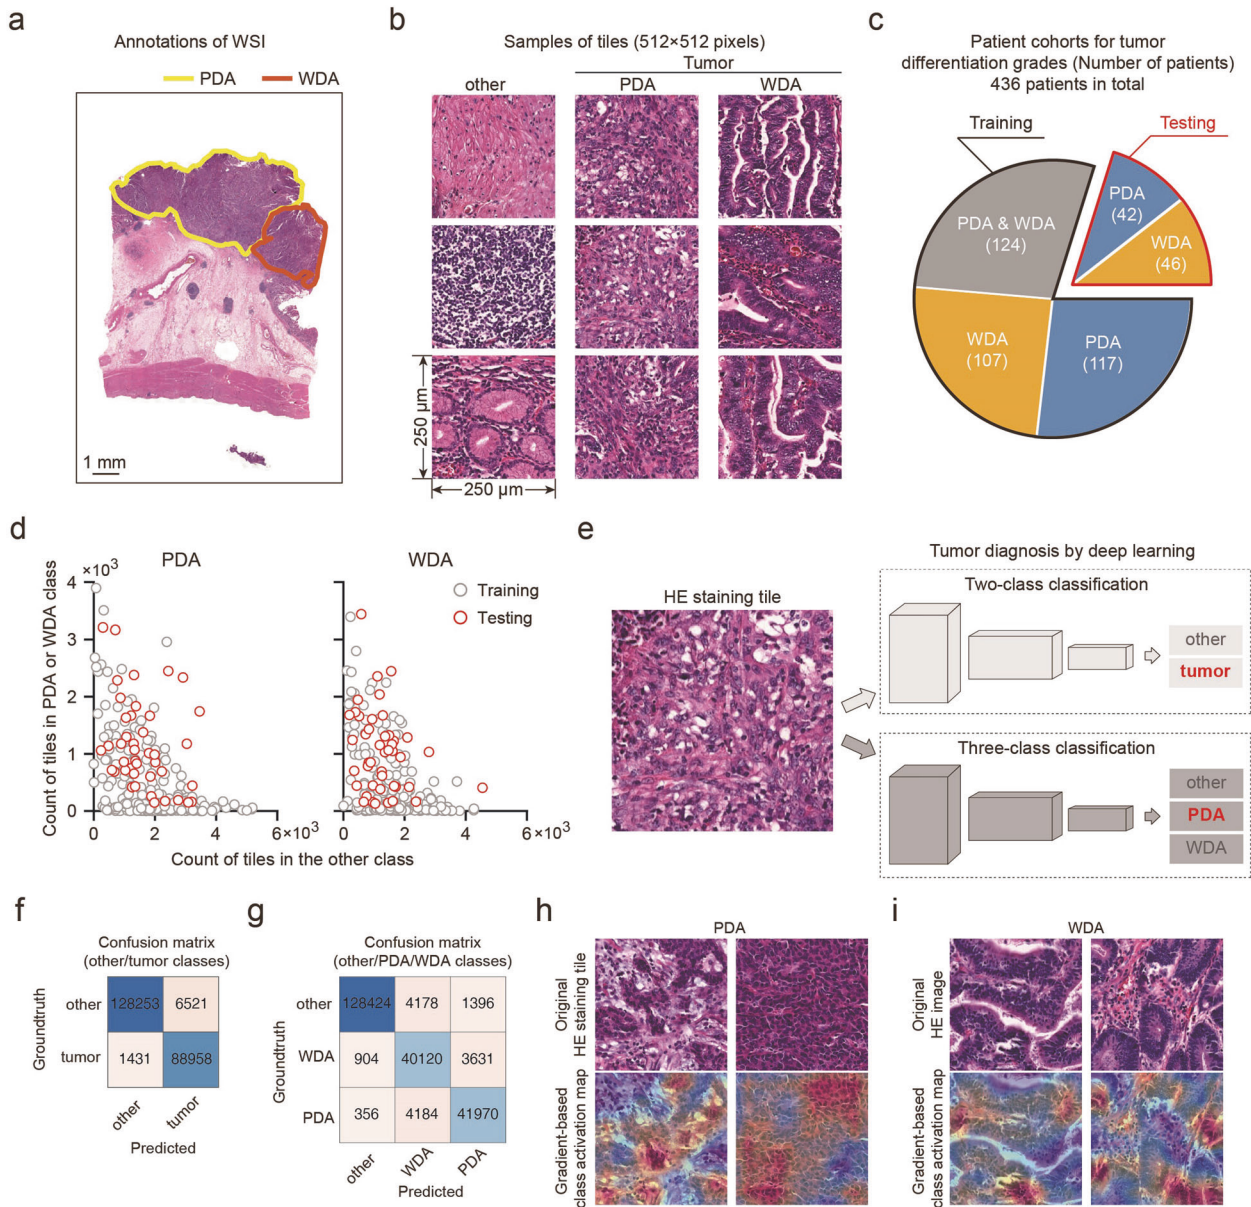 a
Annotations of WSI
PDA
WDA
1 mm
b
Samples of tiles (512×512 pixels)
Tumor
other
PDA
WDA
250 μm
250 μm
c
Patient cohorts for tumor
differentiation grades (Number of patients)
436 patients in total
Training
Testing
PDA & WDA
(124)
PDA
(42)
WDA
(46)
WDA
(107)
PDA
(117)
d
PDA
WDA
×10³
4
3
2
1
0
Count of tiles in PDA or WDA class
Training
Testing
0
2
4
6×10³
0
2
4
6×10³
Count of tiles in the other class
e
Tumor diagnosis by deep learning
HE staining tile
Two-class classification
other
tumor
Three-class classification
other
PDA
WDA
f
Confusion matrix
(other/tumor classes)
Groundtruth
other
128253
6521
tumor
1431
88958
other
tumor
Predicted
g
Confusion matrix
(other/PDA/WDA classes)
Groundtruth
other
128424
4178
1396
WDA
904
40120
3631
PDA
356
4184
41970
other
WDA
PDA
Predicted
h
PDA
Original
HE staining tile
Gradient-based
class activation map
i
WDA
Original
HE image
Gradient-based
class activation map